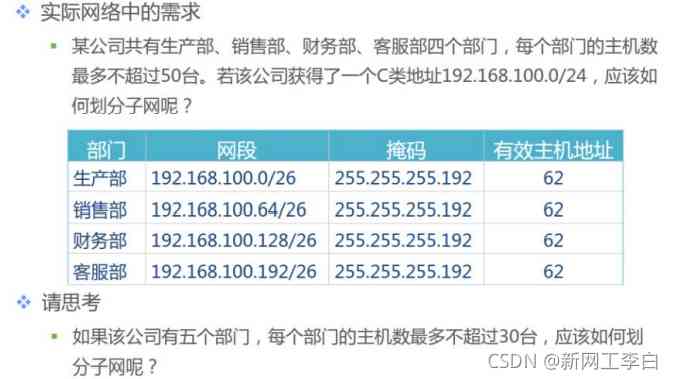 实际网络中的需求
某公司共有生产部、销售部、财务部、客服部四个部门，每个部门的主机数
最多不超过50台。若该公司获得了一个C类地址192.168.100.0/24，应该如
何划分子网呢？
部门 网段 掩码 有效主机地址
生产部 192.168.100.0/26 255.255.255.192 62
销售部 192.168.100.64/26 255.255.255.192 62
财务部 192.168.100.128/26 255.255.255.192 62
客服部 192.168.100.192/26 255.255.255.192 62
请思考
如果该公司有五个部门，每个部门的主机数最多不超过30台，应该如何划
分子网呢？
CSDN @新网工李白